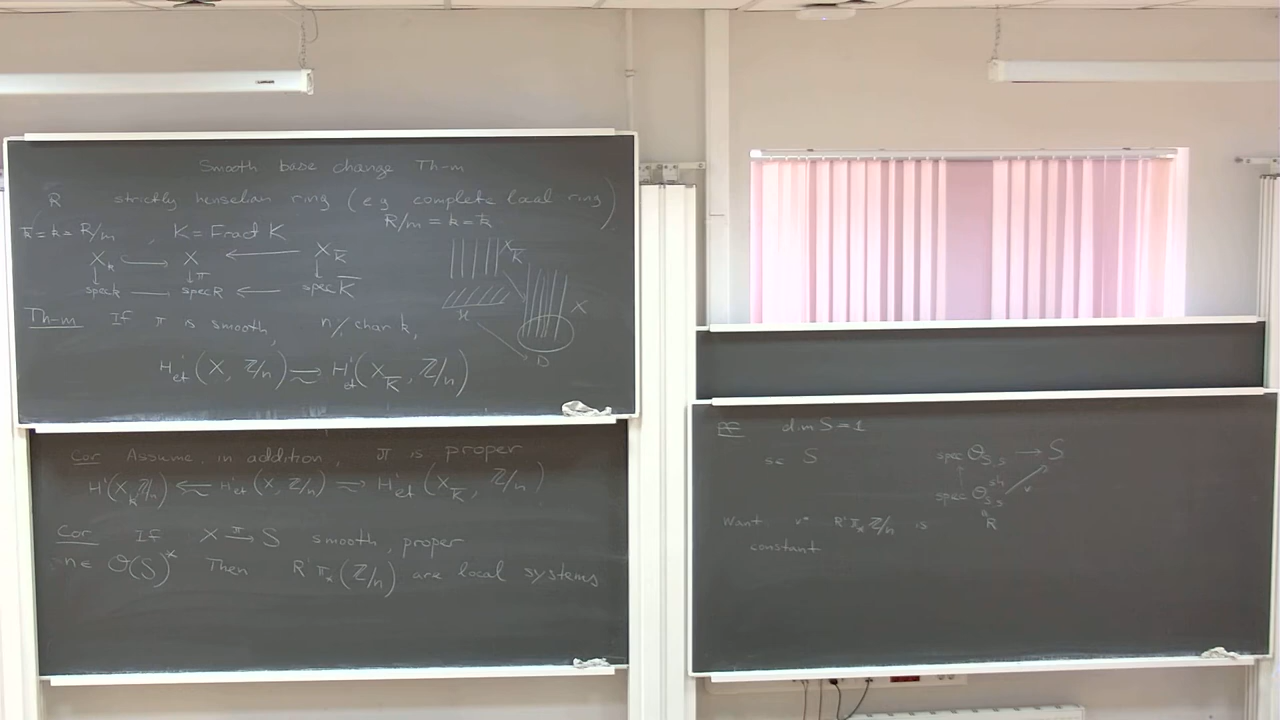 Smooth base change Th-m
R strictly henselian ring (e.g. complete local ring)
R/m = k = k̄
k̄ = k = R/m , K = Frac K
X_k ↪ X ← X_K̄
↓ ↓π ↓
spec k → spec R ← spec K̄
X_K̄
X
D
Th-m If π is smooth, n ∤ char k,
H^i_et(X, ℤ/n) ⥲ H^i_et(X_K̄, ℤ/n)
Cor Assume, in addition, π is proper
H^i(X_k, ℤ/n) ⥳ H^i_et(X, ℤ/n) ⥲ H^i_et(X_K̄, ℤ/n)
Cor If X →^π S smooth, proper
n ∈ O(S)^* Then R^i π_*(ℤ/n) are local systems
PF dim S = 1
s ∈ S
spec O_{S,s} → S
spec O^{sh}_{S,s}
v
R
Want v^* R^i π_* ℤ/n is
constant